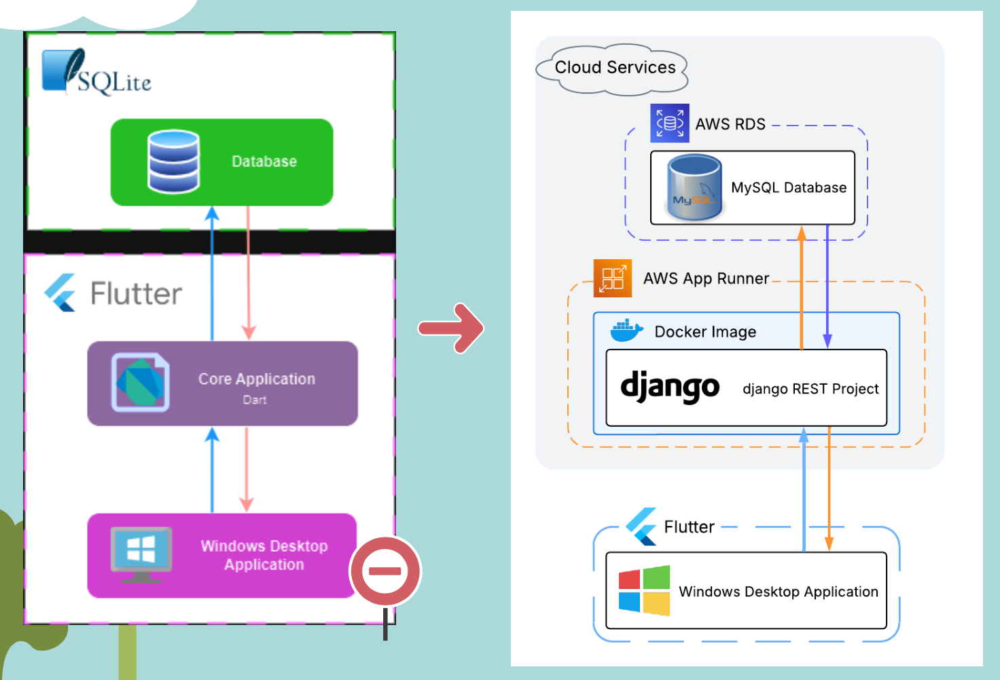 SQLite
Database
Flutter
Core Application
Dart
Windows Desktop
Application
Cloud Services
AWS RDS
MySQL
MySQL Database
AWS App Runner
Docker Image
django
django REST Project
Flutter
Windows Desktop Application